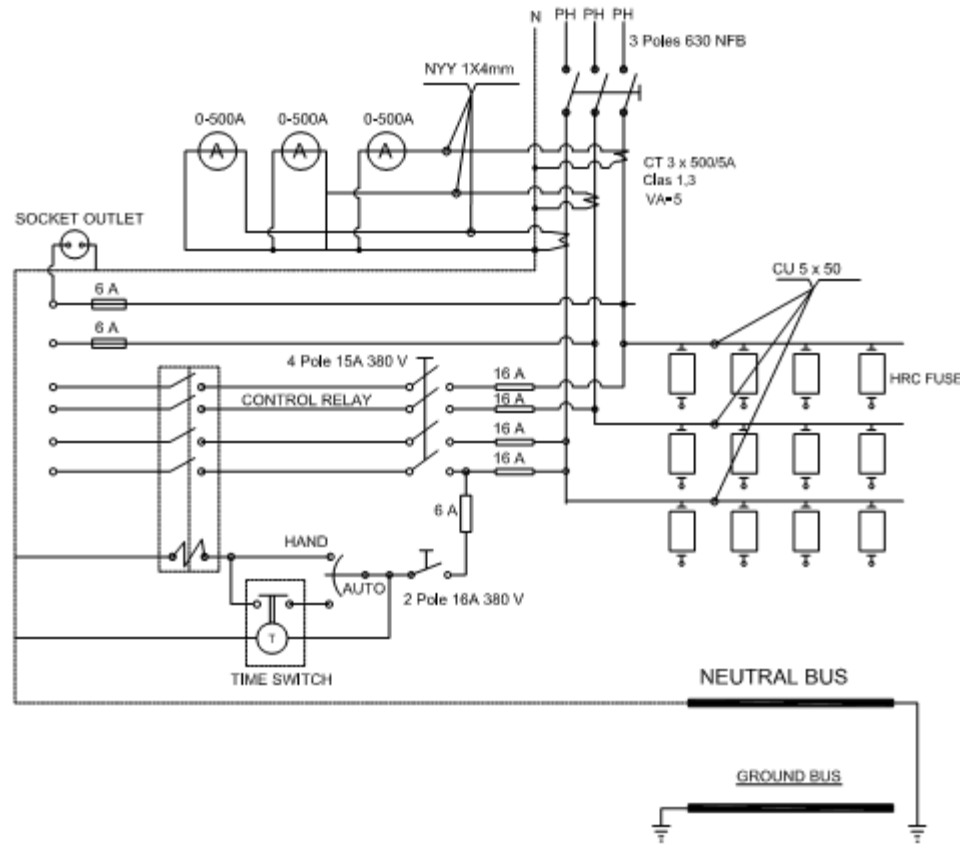 N PH PH PH
3 Poles 630 NFB
NYY 1X4mm
0-500A 0-500A 0-500A
A A A
CT 3 x 500/5A
Clas 1,3
VA=5
SOCKET OUTLET
CU 5 x 50
6 A
6 A
4 Pole 15A 380 V
16 A
HRC FUSE
CONTROL RELAY
16 A
16 A
16 A
6 A
HAND
AUTO
2 Pole 16A 380 V
T
TIME SWITCH
NEUTRAL BUS
GROUND BUS